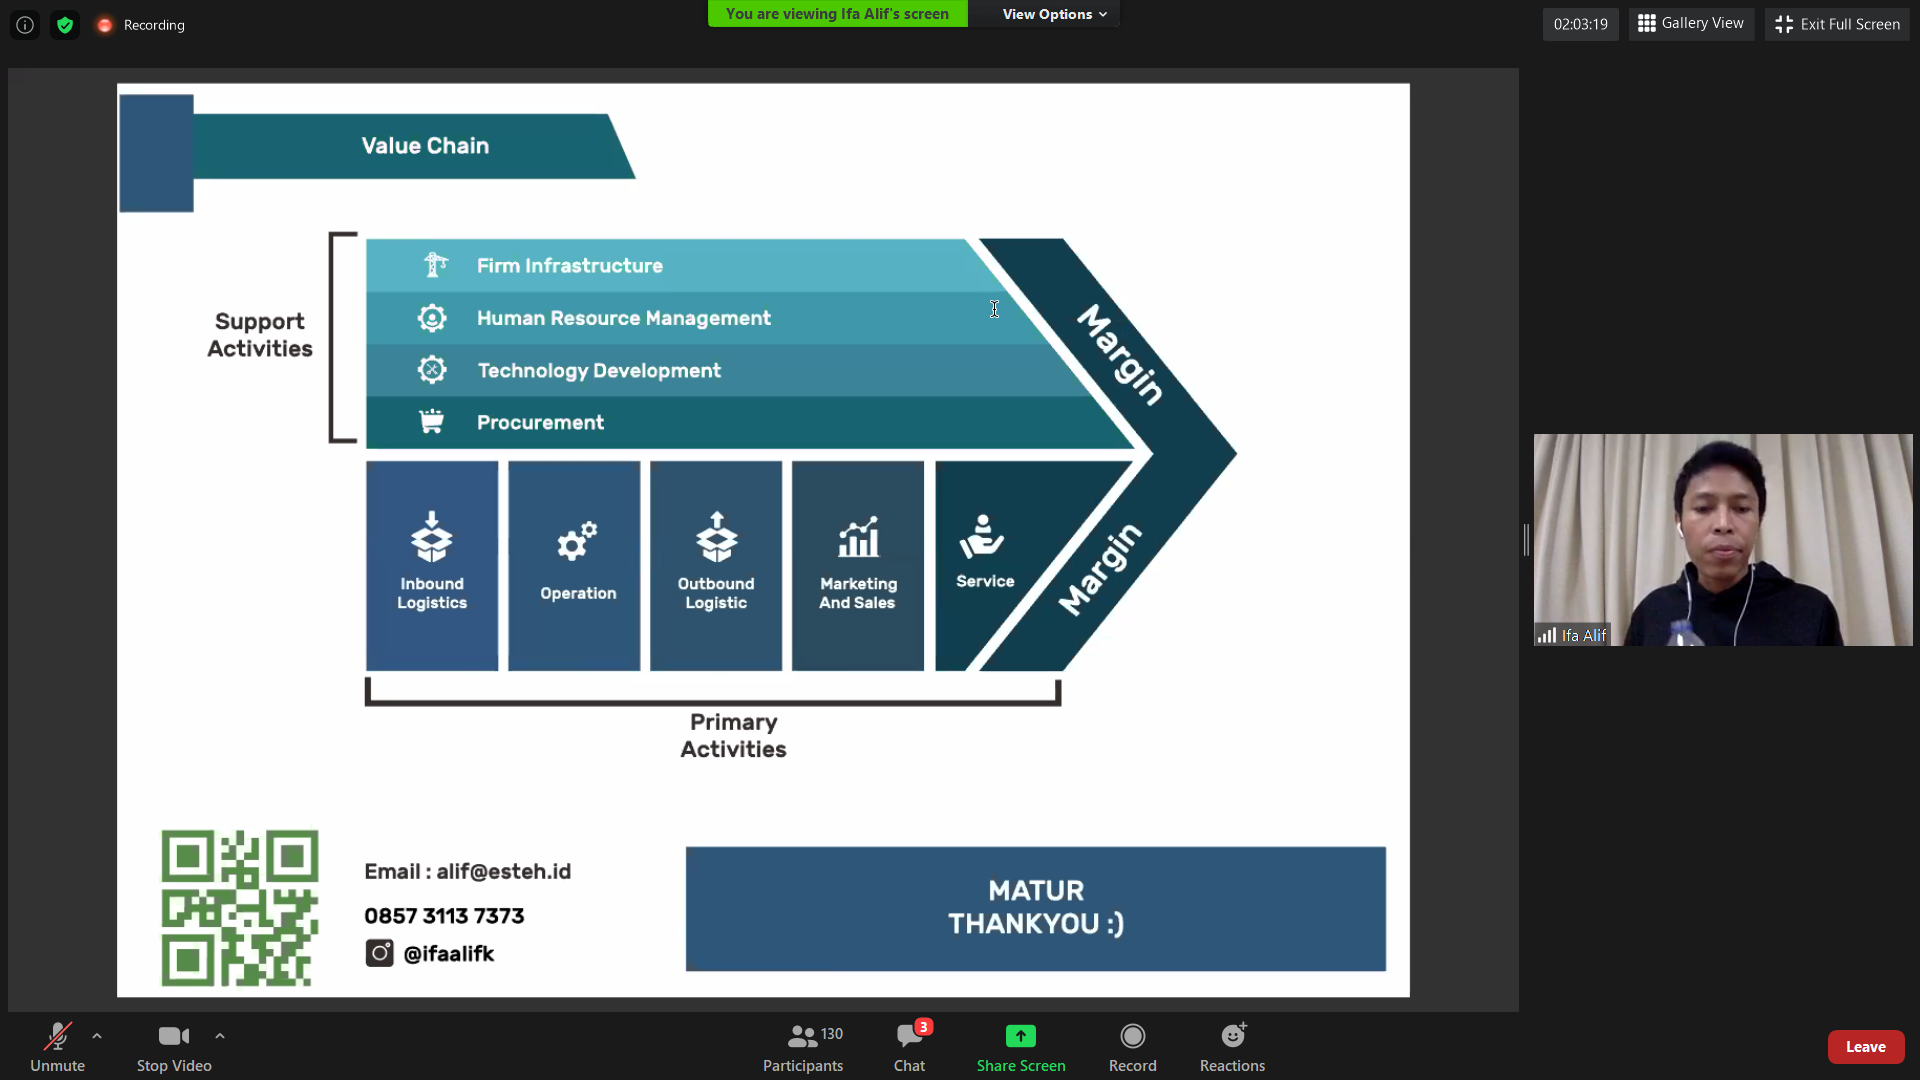 Recording
You are viewing Ifa Alif's screen
View Options
02:03:19
Gallery View
Exit Full Screen
Value Chain
Support
Activities
Firm Infrastructure
Human Resource Management
Technology Development
Procurement
Margin
Margin
Inbound
Logistics
Operation
Outbound
Logistic
Marketing
And Sales
Service
Primary
Activities
Email : alif@esteh.id
0857 3113 7373
@ifaalifk
MATUR
THANKYOU :)
Ifa Alif
Unmute
Stop Video
130
Participants
3
Chat
Share Screen
Record
Reactions
Leave